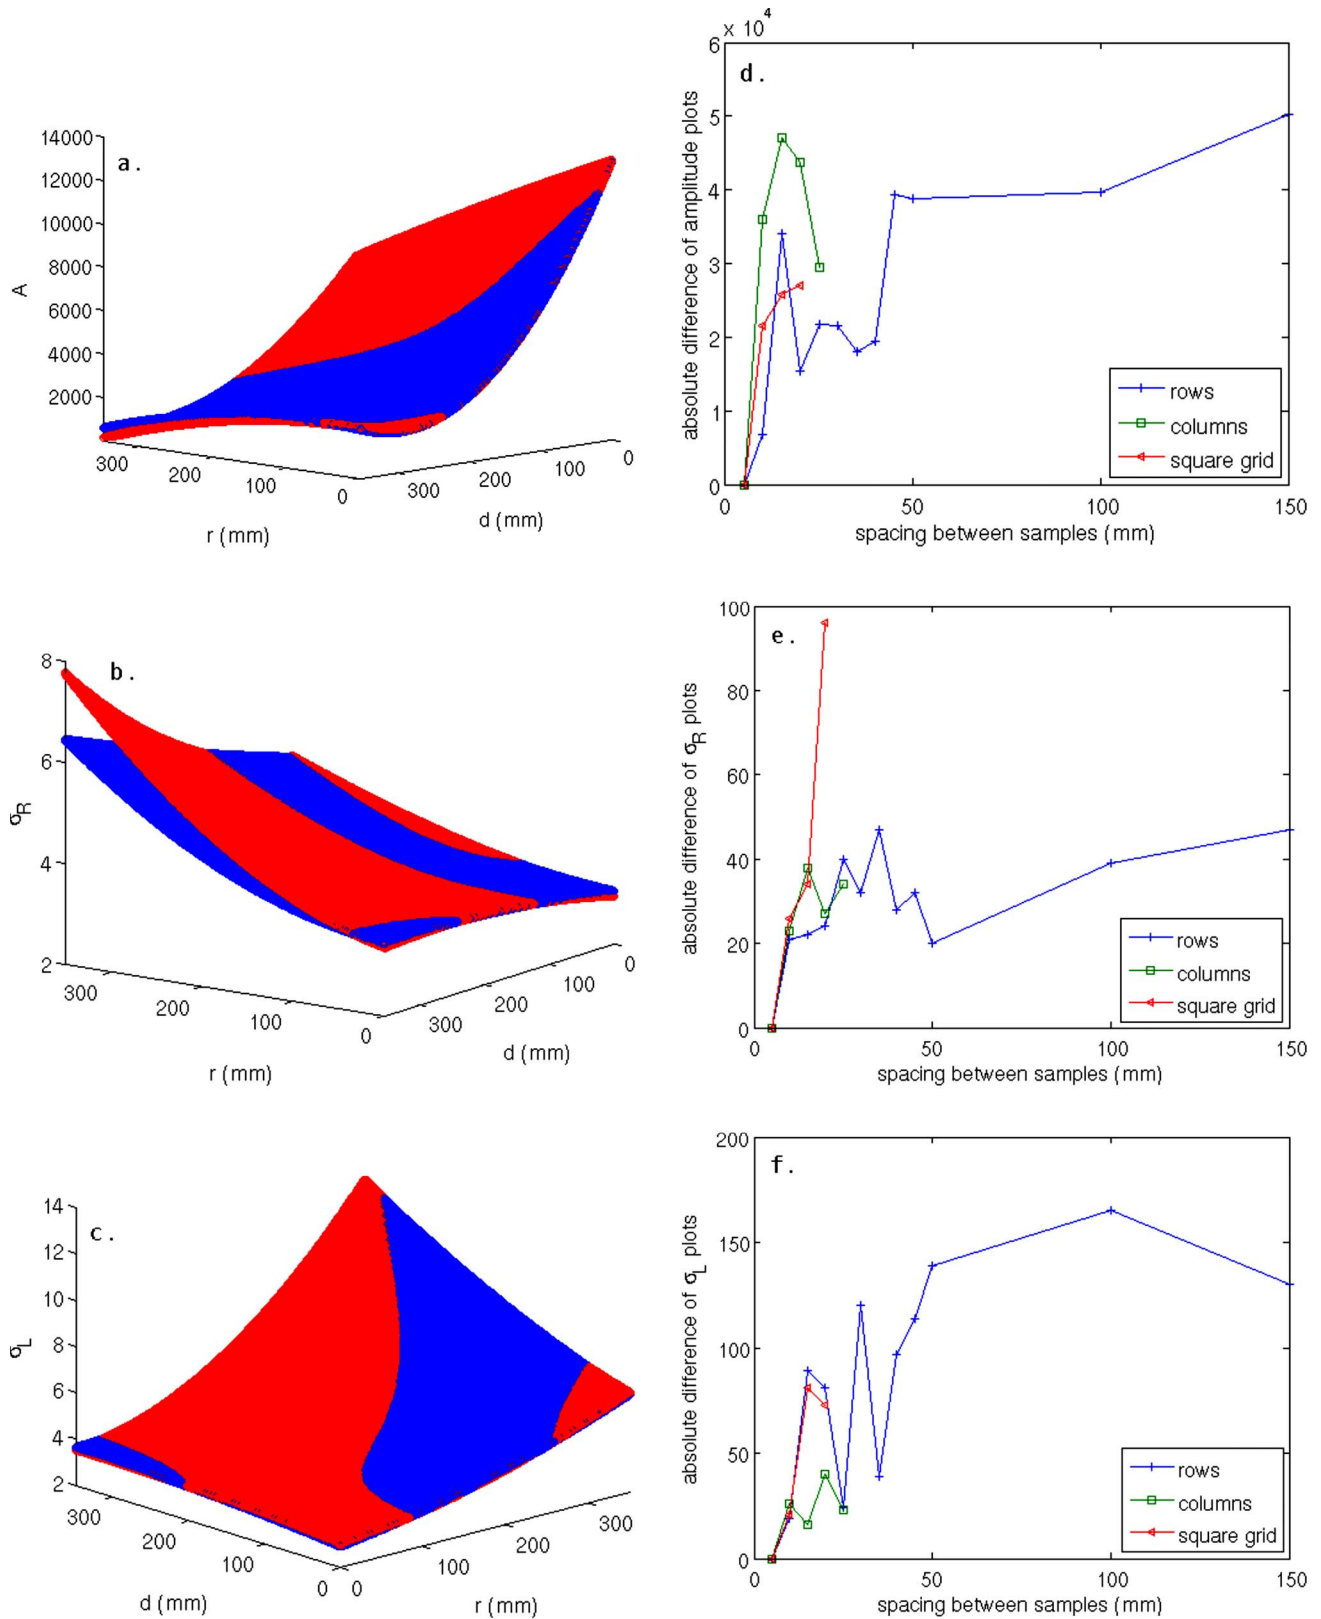 a.
14000
12000
10000
8000
6000
4000
2000
A
300
200
100
0
r (mm)
300
200
100
0
d (mm)
× 10^4
d.
6
5
4
3
2
1
0
absolute difference of amplitude plots
0
50
100
150
spacing between samples (mm)
rows
columns
square grid
b.
8
6
4
2
σ_R
300
200
100
0
r (mm)
300
200
100
0
d (mm)
e.
100
80
60
40
20
0
absolute difference of σ_R plots
0
50
100
150
spacing between samples (mm)
rows
columns
square grid
c.
14
12
10
8
6
4
2
σ_L
300
200
100
0
d (mm)
0
100
200
300
r (mm)
f.
200
150
100
50
0
absolute difference of σ_L plots
0
50
100
150
spacing between samples (mm)
rows
columns
square grid